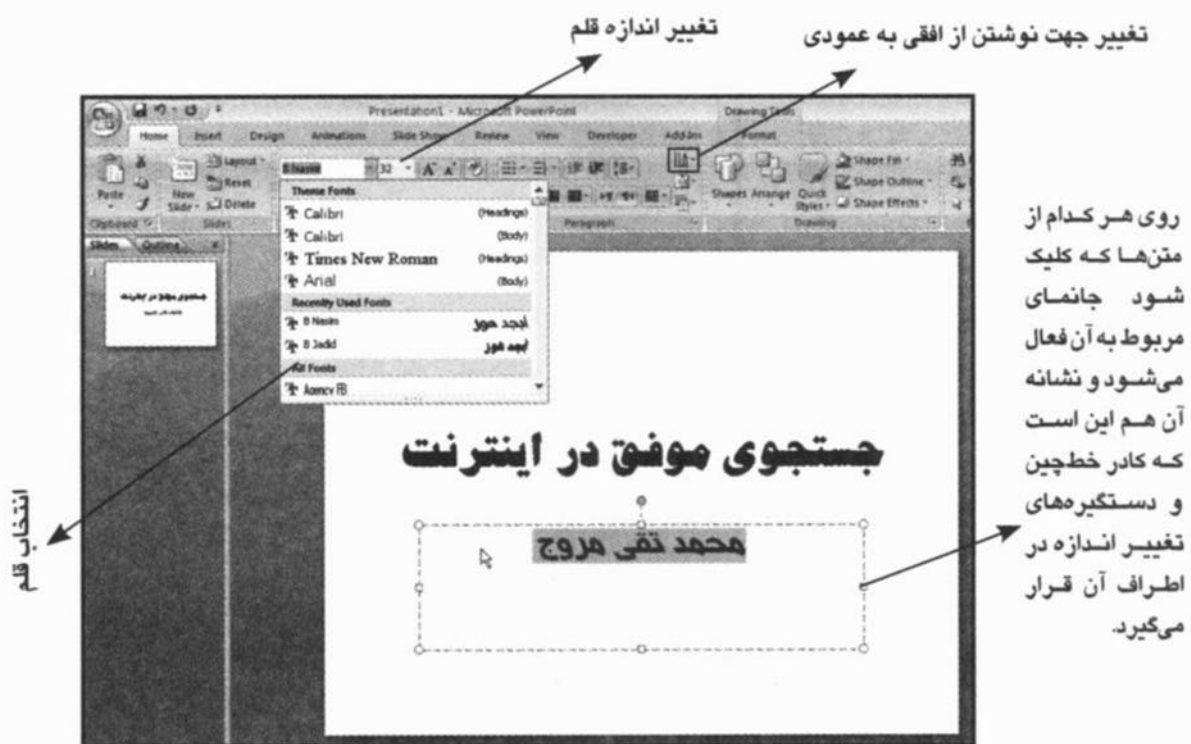 تغییر جهت نوشتن از افقی به عمودی
تغییر اندازه قلم
Presentation1 - Microsoft PowerPoint
Drawing Tools
Home Insert Design Animations Slide Show Review View Developer Add-Ins Format
Paste
New Slide
Layout
Reset
Delete
32
Shapes
Arrange
Quick Styles
Shape Fill
Shape Outline
Shape Effects
Clipboard
Slides
Paragraph
Drawing
Slides Outline
Theme Fonts
Calibri (Headings)
Calibri (Body)
Times New Roman (Headings)
Arial (Body)
Recently Used Fonts
B Nasim أبجد هوز
B Jadid أبجد هوز
All Fonts
Agency FB
جستجوی موفق در اینترنت
محمد تقی مروج
انتخاب قلم
روی هر کدام از
متن‌ها که کلیک
شود جانمای
مربوط به آن فعال
می‌شود و نشانه
آن هم این است
که کادر خط‌چین
و دستگیره‌های
تغییر اندازه در
اطراف آن قرار
می‌گیرد.